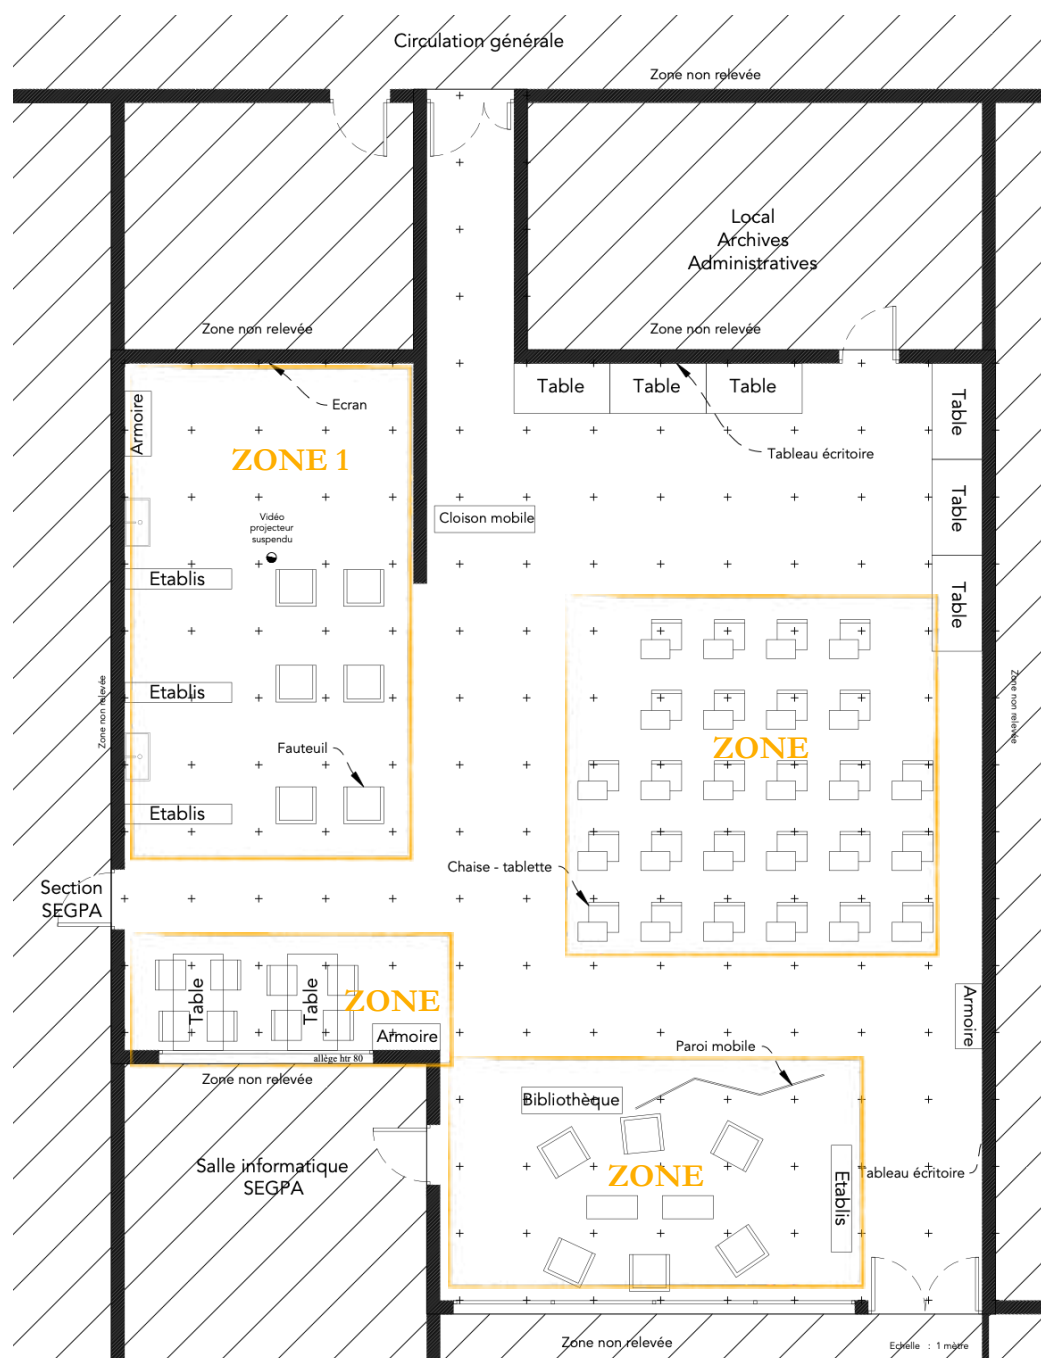 Circulation générale
Zone non relevée
Local
Archives
Administratives
Zone non relevée
Zone non relevée
Ecran
Armoire
ZONE 1
Table
Table
Table
Table
Tableau écritoire
Vidéo
projecteur
suspendu
Cloison mobile
Table
Etablis
Table
Zone non relevée
Etablis
Zone non relevée
Fauteuil
ZONE
Etablis
Chaise - tablette
Section
SEGPA
Table
Table
ZONE
Armoire
Armoire
allège htr 80
Paroi mobile
Zone non relevée
Bibliothèque
Salle informatique
SEGPA
ZONE
Etablis
Tableau écritoire
Zone non relevée
Echelle : 1 mètre